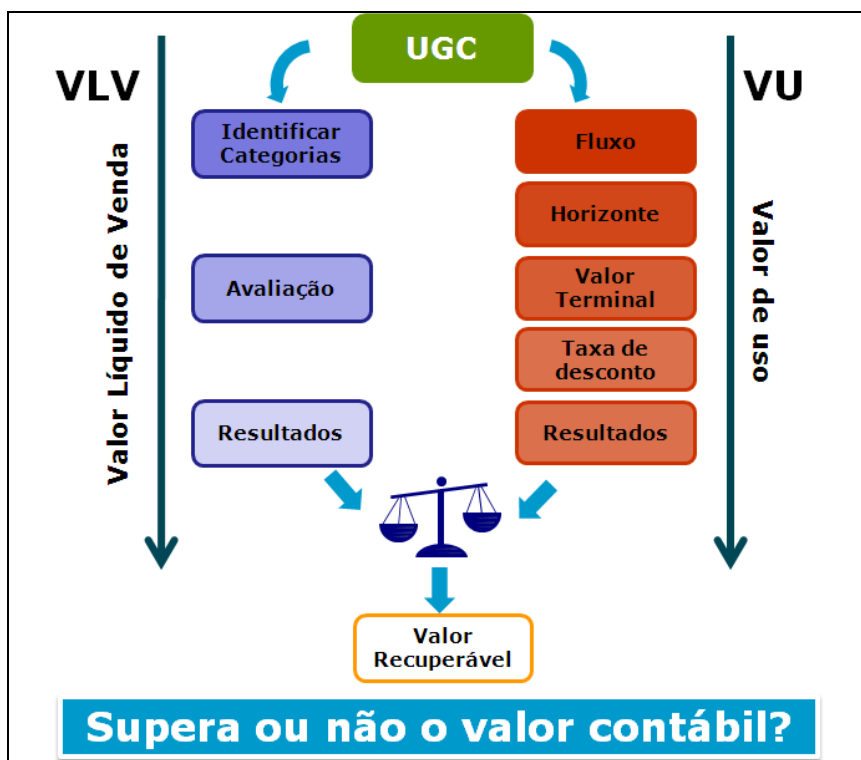 UGC
VLV
VU
Valor Líquido de Venda
Identificar
Categorias
Avaliação
Resultados
Fluxo
Horizonte
Valor
Terminal
Taxa de
desconto
Resultados
Valor de uso
Valor
Recuperável
Supera ou não o valor contábil?